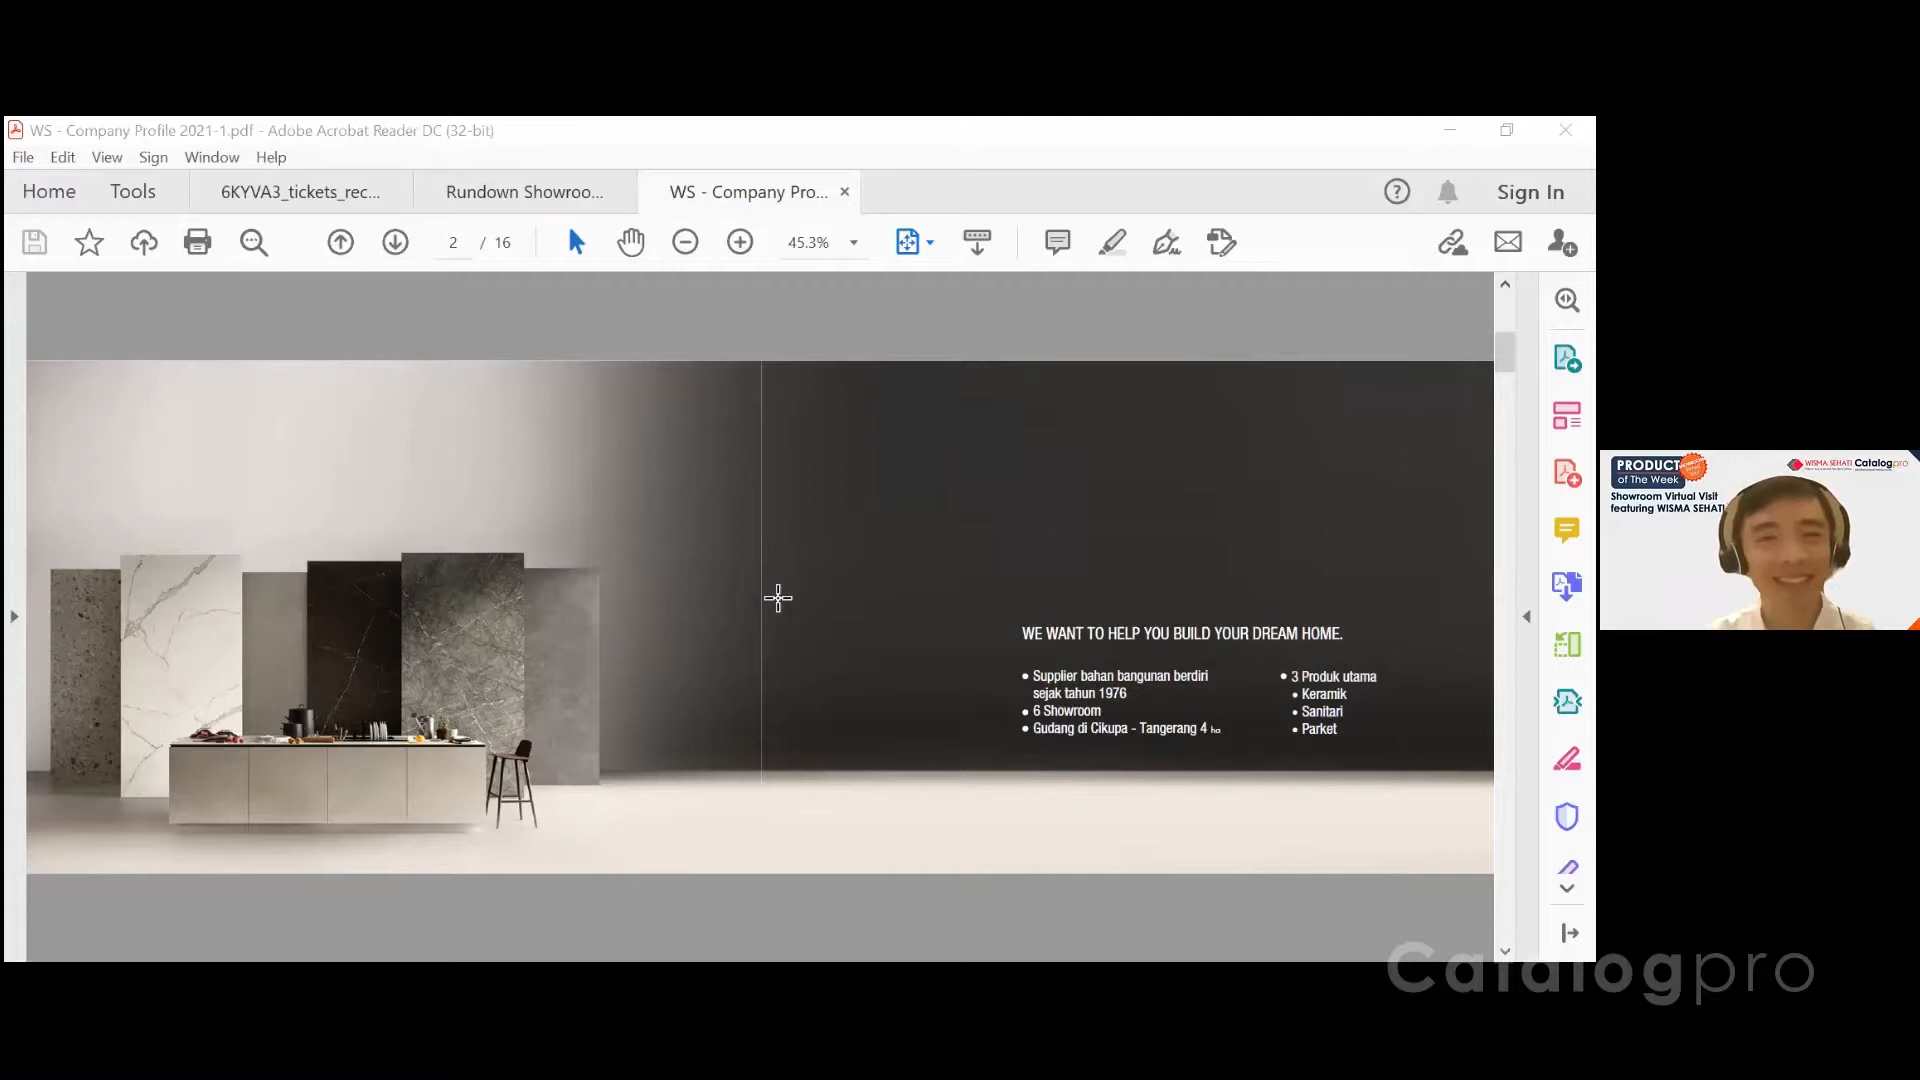 WS - Company Profile 2021-1.pdf - Adobe Acrobat Reader DC (32-bit)
File Edit View Sign Window Help
Home Tools 6KYVA3_tickets_rec... Rundown Showroo... WS - Company Pro... Sign In
2 / 16 45.3%
WE WANT TO HELP YOU BUILD YOUR DREAM HOME.
• Supplier bahan bangunan berdiri
sejak tahun 1976
• 6 Showroom
• Gudang di Cikupa - Tangerang 4 ha
• 3 Produk utama
• Keramik
• Sanitari
• Parket
PRODUCT
of The Week
WISMA SEHATI Catalogpro
Showroom Virtual Visit
featuring WISMA SEHATI
Catalogpro